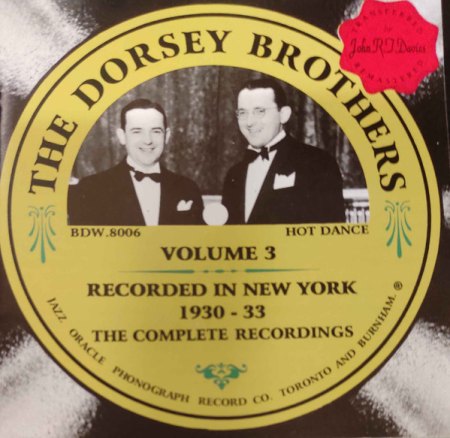 THE DORSEY BROTHERS
TRANSFERRED
&
John R.T. Davies
REMASTERED
BDW.8006
HOT DANCE
VOLUME 3
RECORDED IN NEW YORK
1930 - 33
THE COMPLETE RECORDINGS
JAZZ ORACLE PHONOGRAPH RECORD CO. TORONTO AND BURNHAM.®